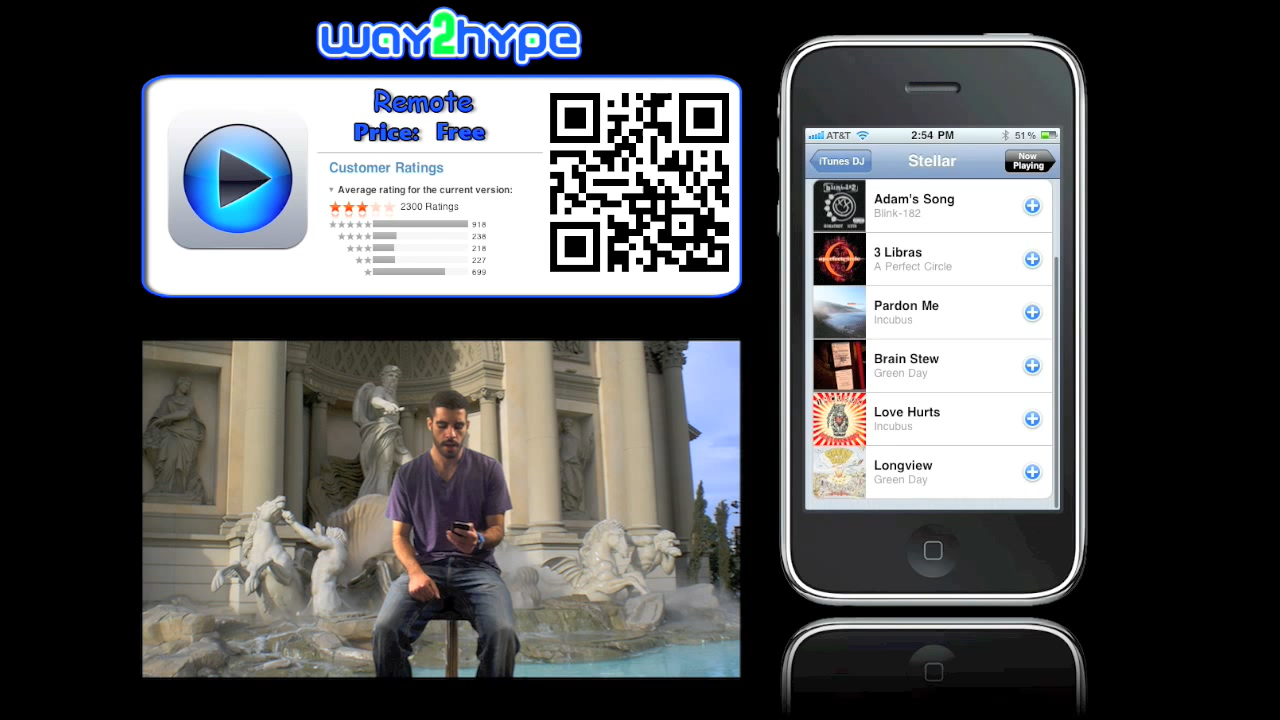 way2hype
Remote
Price: Free
Customer Ratings
Average rating for the current version:
2300 Ratings
918
238
218
227
699
AT&T 2:54 PM 51%
iTunes DJ Stellar Now Playing
Adam's Song
Blink-182
3 Libras
A Perfect Circle
Pardon Me
Incubus
Brain Stew
Green Day
Love Hurts
Incubus
Longview
Green Day